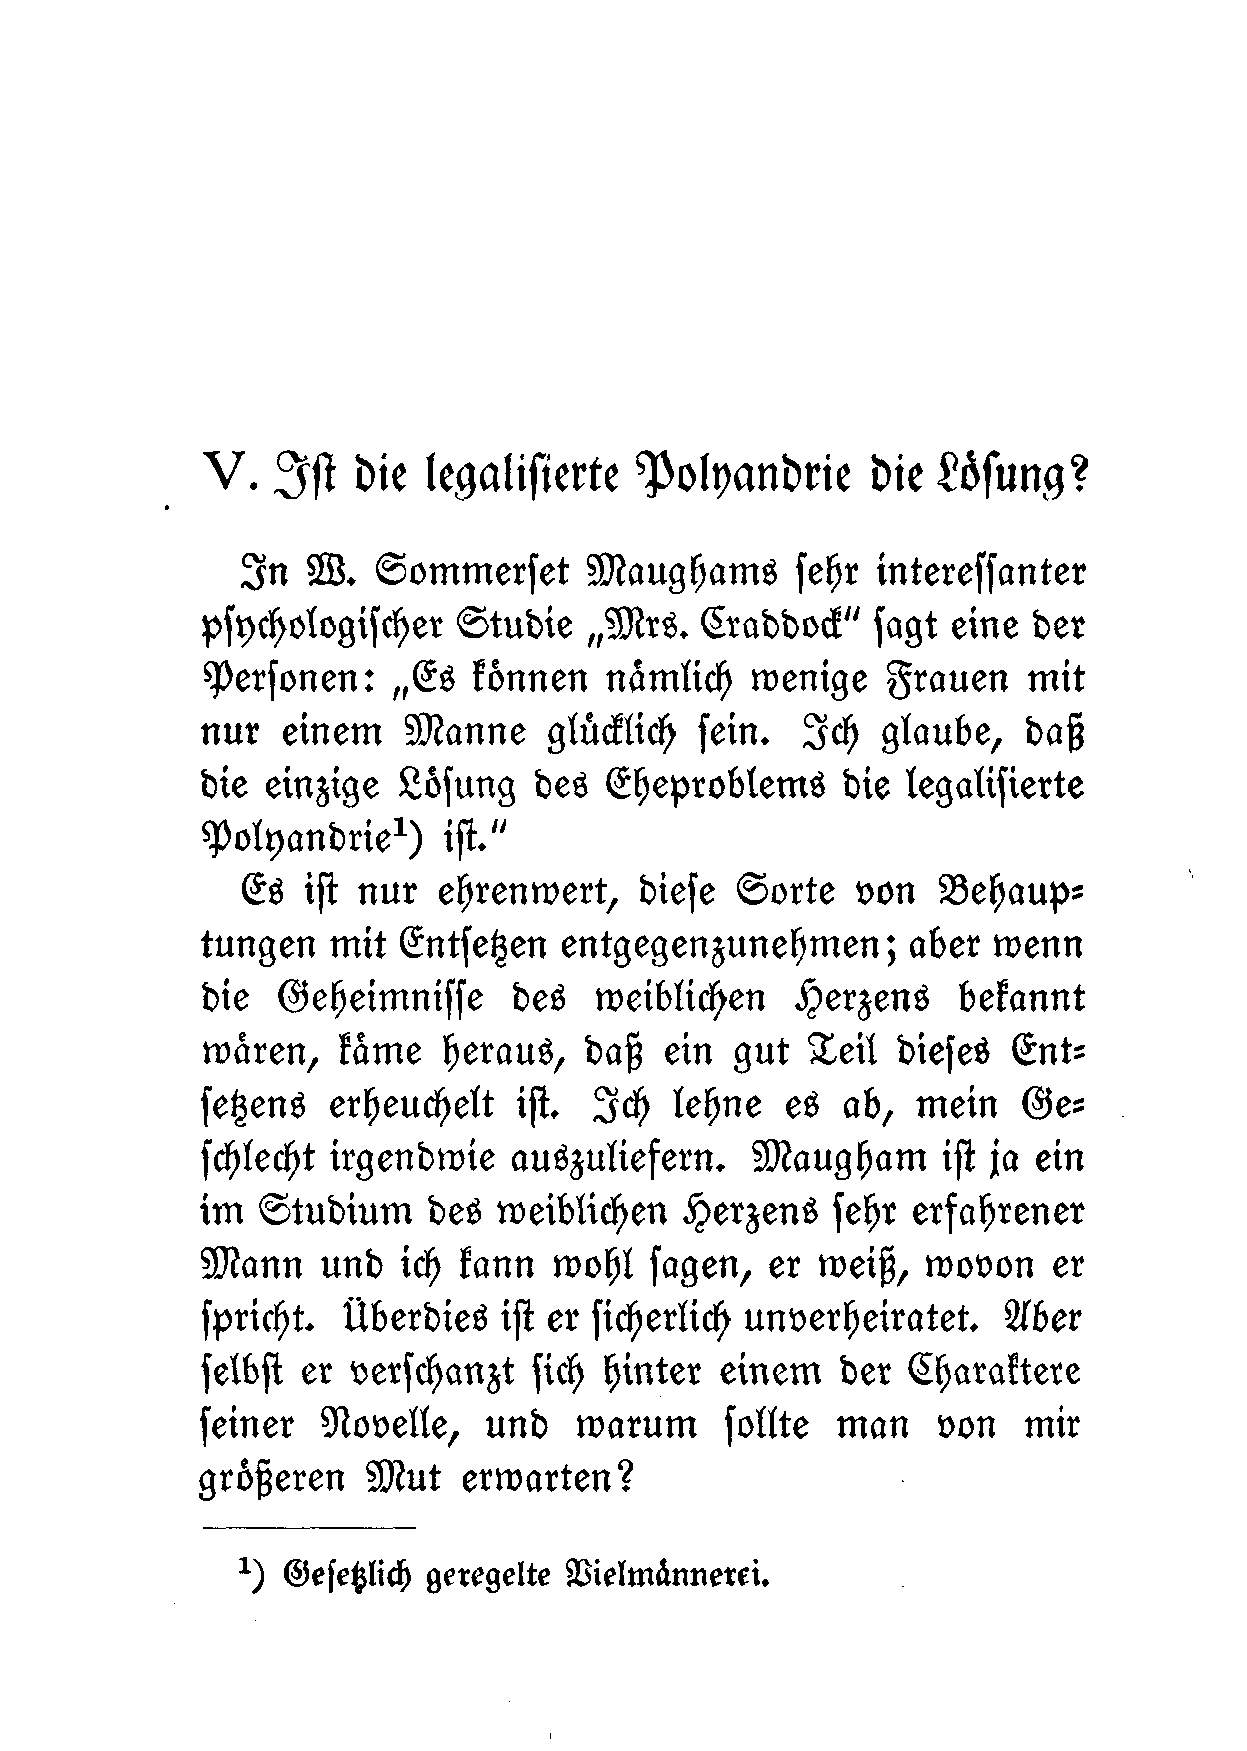 V. Iſt die legaliſierte Polyandrie die Löſung?
In W. Sommerſet Maughams ſehr intereſſanter
pſychologiſcher Studie „Mrs. Craddock“ ſagt eine der
Perſonen: „Es können nämlich wenige Frauen mit
nur einem Manne glücklich ſein. Ich glaube, daß
die einzige Löſung des Eheproblems die legaliſierte
Polyandrie¹) iſt.“
Es iſt nur ehrenwert, dieſe Sorte von Behaup⸗
tungen mit Entſetzen entgegenzunehmen; aber wenn
die Geheimniſſe des weiblichen Herzens bekannt
wären, käme heraus, daß ein gut Teil dieſes Ent⸗
ſetzens erheuchelt iſt. Ich lehne es ab, mein Ge⸗
ſchlecht irgendwie auszuliefern. Maugham iſt ja ein
im Studium des weiblichen Herzens ſehr erfahrener
Mann und ich kann wohl ſagen, er weiß, wovon er
ſpricht. Überdies iſt er ſicherlich unverheiratet. Aber
ſelbſt er verſchanzt ſich hinter einem der Charaktere
ſeiner Novelle, und warum ſollte man von mir
größeren Mut erwarten?
¹) Geſetzlich geregelte Vielmännerei.